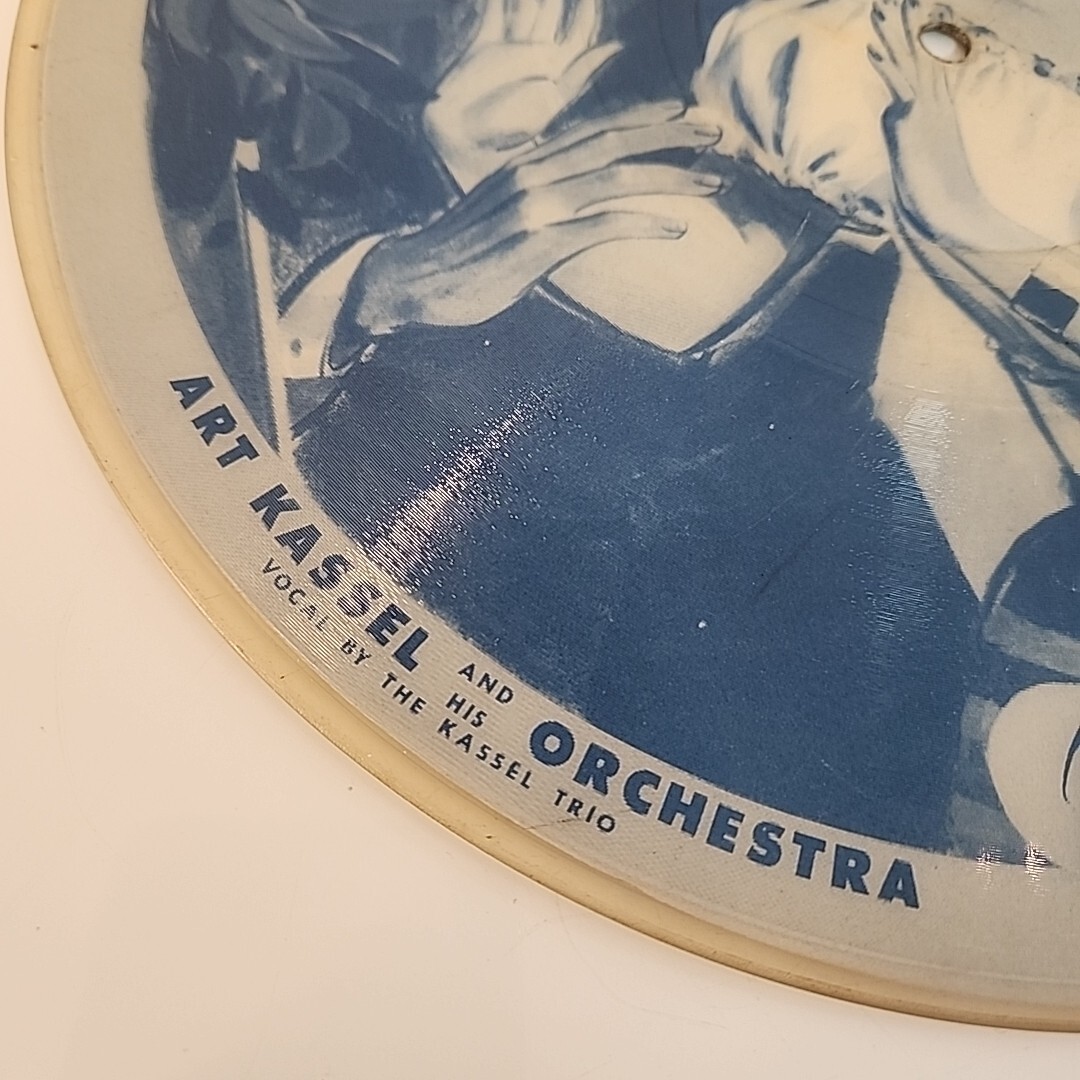 ART KASSEL AND HIS ORCHESTRA
VOCAL BY THE KASSEL TRIO